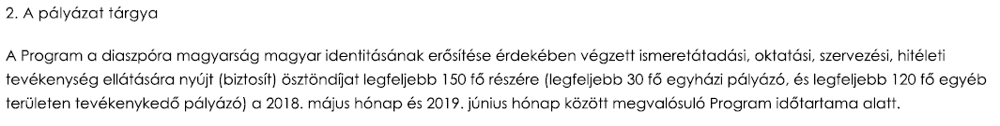 2. A pályázat tárgya
A Program a diaszpóra magyarság magyar identitásának erősítése érdekében végzett ismeretátadási, oktatási, szervezési, hitéleti
tevékenység ellátására nyújt (biztosít) ösztöndíjat legfeljebb 150 fő részére (legfeljebb 30 fő egyházi pályázó, és legfeljebb 120 fő egyéb
területen tevékenykedő pályázó) a 2018. május hónap és 2019. június hónap között megvalósuló Program időtartama alatt.